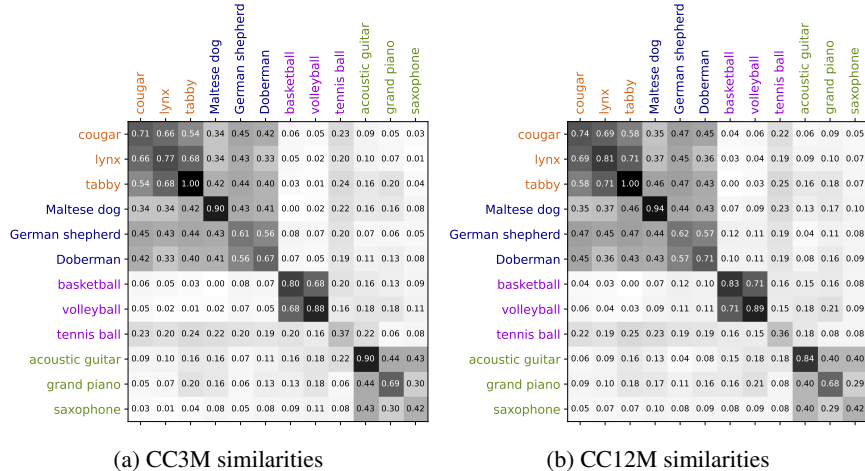 cougar lynx tabby Maltese dog German shepherd Doberman basketball volleyball tennis ball acoustic guitar grand piano saxophone
cougar 0.71 0.66 0.54 0.34 0.45 0.42 0.06 0.05 0.23 0.09 0.05 0.03
lynx 0.66 0.77 0.68 0.34 0.43 0.33 0.05 0.02 0.20 0.10 0.07 0.01
tabby 0.54 0.68 1.00 0.42 0.44 0.40 0.03 0.01 0.24 0.16 0.20 0.04
Maltese dog 0.34 0.34 0.42 0.90 0.43 0.41 0.00 0.02 0.22 0.16 0.16 0.08
German shepherd 0.45 0.43 0.44 0.43 0.61 0.56 0.08 0.07 0.20 0.07 0.06 0.05
Doberman 0.42 0.33 0.40 0.41 0.56 0.67 0.07 0.05 0.19 0.11 0.13 0.08
basketball 0.06 0.05 0.03 0.00 0.08 0.07 0.80 0.68 0.20 0.16 0.13 0.09
volleyball 0.05 0.02 0.01 0.02 0.07 0.05 0.68 0.88 0.16 0.18 0.18 0.11
tennis ball 0.23 0.20 0.24 0.22 0.20 0.19 0.20 0.16 0.37 0.22 0.06 0.08
acoustic guitar 0.09 0.10 0.16 0.16 0.07 0.11 0.16 0.18 0.22 0.90 0.44 0.43
grand piano 0.05 0.07 0.20 0.16 0.06 0.13 0.13 0.18 0.06 0.44 0.69 0.30
saxophone 0.03 0.01 0.04 0.08 0.05 0.08 0.09 0.11 0.08 0.43 0.30 0.42
(a) CC3M similarities
cougar lynx tabby Maltese dog German shepherd Doberman basketball volleyball tennis ball acoustic guitar grand piano saxophone
cougar 0.74 0.69 0.58 0.35 0.47 0.45 0.04 0.06 0.22 0.06 0.09 0.05
lynx 0.69 0.81 0.71 0.37 0.45 0.36 0.03 0.04 0.19 0.09 0.10 0.07
tabby 0.58 0.71 1.00 0.46 0.47 0.43 0.00 0.03 0.25 0.16 0.18 0.07
Maltese dog 0.35 0.37 0.46 0.94 0.44 0.43 0.07 0.09 0.23 0.13 0.17 0.10
German shepherd 0.47 0.45 0.47 0.44 0.62 0.57 0.12 0.11 0.19 0.04 0.11 0.08
Doberman 0.45 0.36 0.43 0.43 0.57 0.71 0.10 0.11 0.19 0.08 0.16 0.09
basketball 0.04 0.03 0.00 0.07 0.12 0.10 0.83 0.71 0.16 0.15 0.16 0.08
volleyball 0.06 0.04 0.03 0.09 0.11 0.11 0.71 0.89 0.15 0.18 0.21 0.09
tennis ball 0.22 0.19 0.25 0.23 0.19 0.19 0.16 0.15 0.36 0.18 0.08 0.08
acoustic guitar 0.06 0.09 0.16 0.13 0.04 0.08 0.15 0.18 0.18 0.84 0.40 0.40
grand piano 0.09 0.10 0.18 0.17 0.11 0.16 0.16 0.21 0.08 0.40 0.68 0.29
saxophone 0.05 0.07 0.07 0.10 0.08 0.09 0.08 0.09 0.08 0.40 0.29 0.42
(b) CC12M similarities